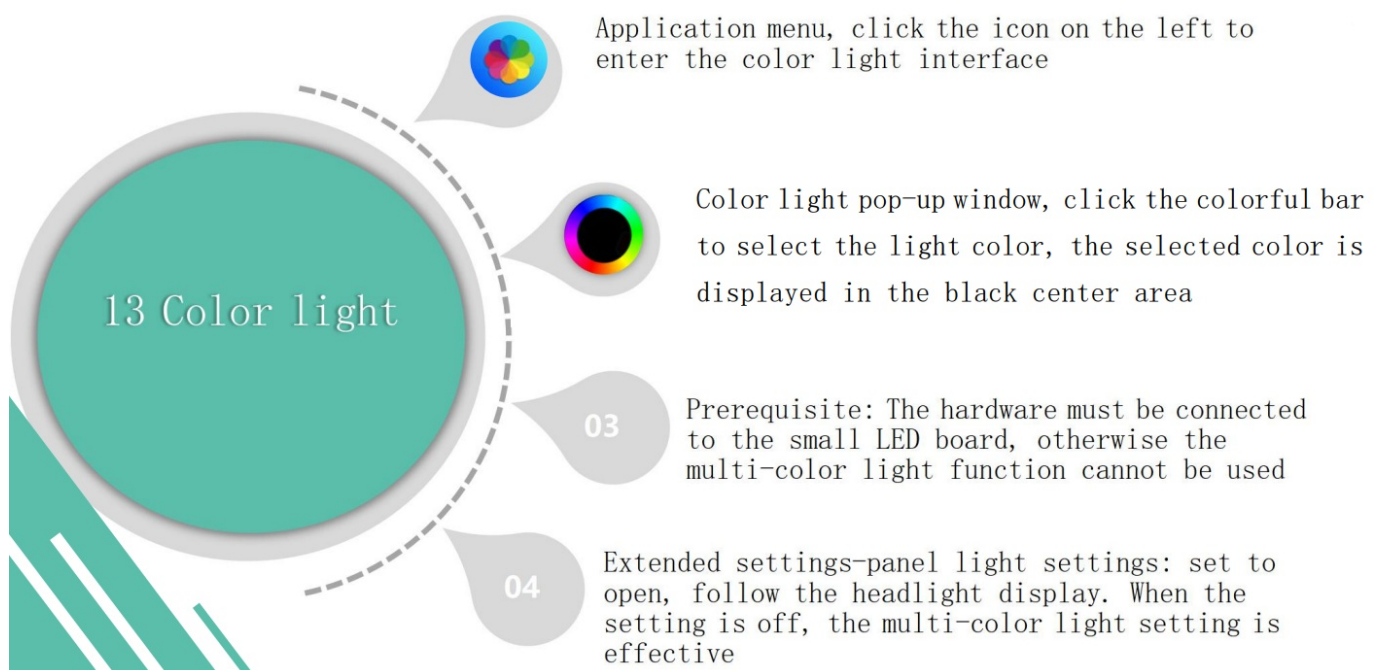 Application menu, click the icon on the left to
enter the color light interface
Color light pop-up window, click the colorful bar
to select the light color, the selected color is
displayed in the black center area
13 Color light
03
Prerequisite: The hardware must be connected
to the small LED board, otherwise the
multi-color light function cannot be used
04
Extended settings-panel light settings: set to
open, follow the headlight display. When the
setting is off, the multi-color light setting is
effective